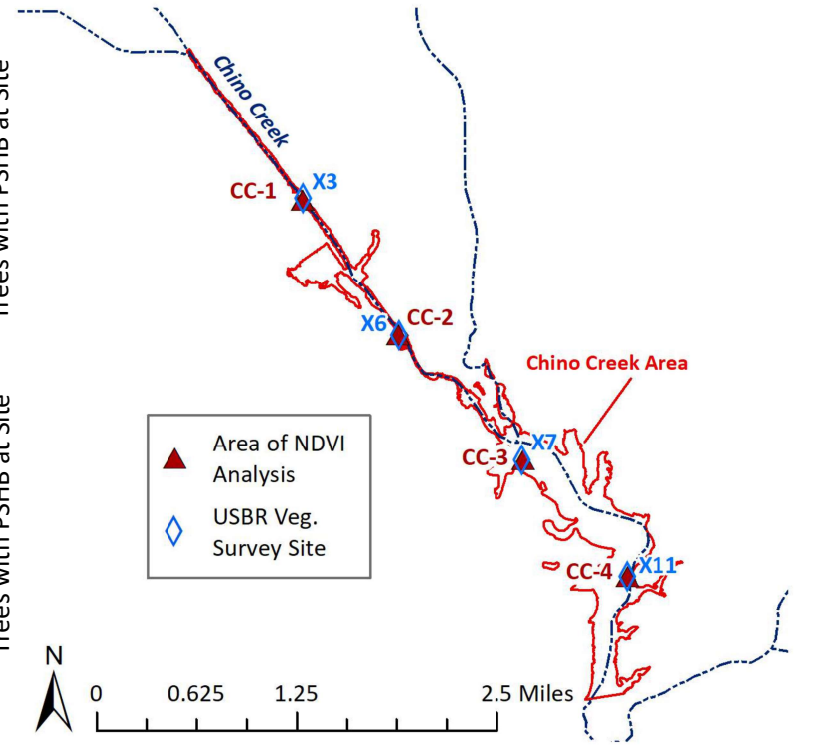 Trees with PSHB at Site
Trees with PSHB at Site
Chino Creek
CC-1
X3
X6
CC-2
Chino Creek Area
X7
CC-3
Area of NDVI
Analysis
USBR Veg.
Survey Site
CC-4
X11
N
0
0.625
1.25
2.5 Miles